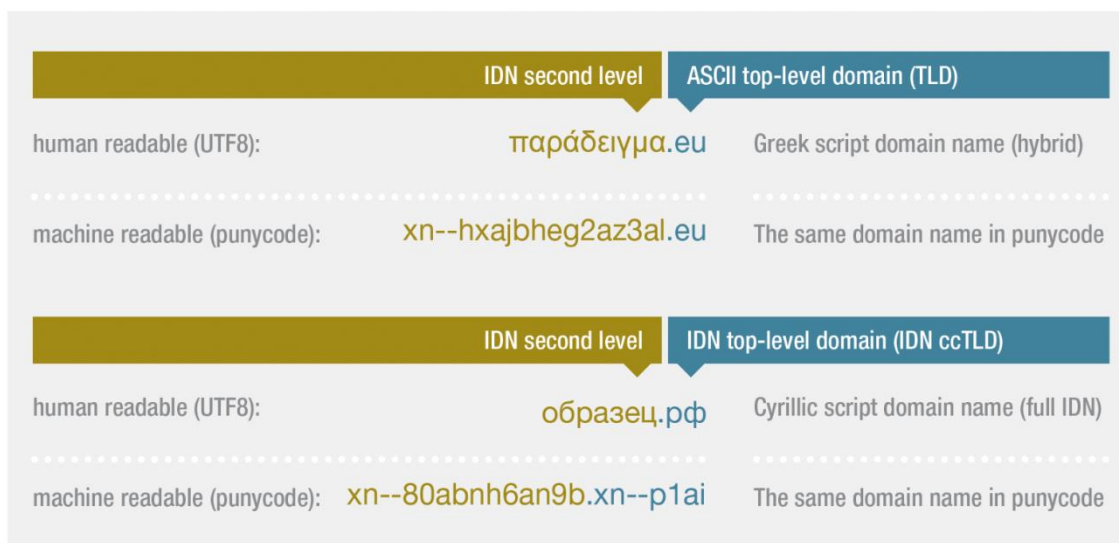 IDN second level ASCII top-level domain (TLD)
human readable (UTF8): παράδειγμα.eu Greek script domain name (hybrid)
machine readable (punycode): xn--hxajbheg2az3al.eu The same domain name in punycode
IDN second level IDN top-level domain (IDN ccTLD)
human readable (UTF8): образец.рф Cyrillic script domain name (full IDN)
machine readable (punycode): xn--80abnh6an9b.xn--p1ai The same domain name in punycode